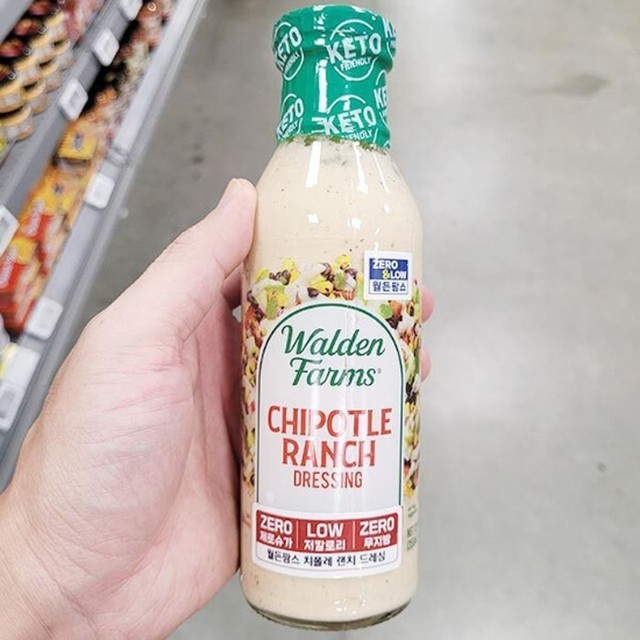 KETO
KETO
FRIENDLY
KETO
KETO
FRIENDLY
ZERO
&LOW
월든팜스
Walden
Farms®
CHIPOTLE
RANCH
DRESSING
ZERO LOW ZERO
제로슈가 저칼로리 무지방
월든팜스 치폴레 랜치 드레싱